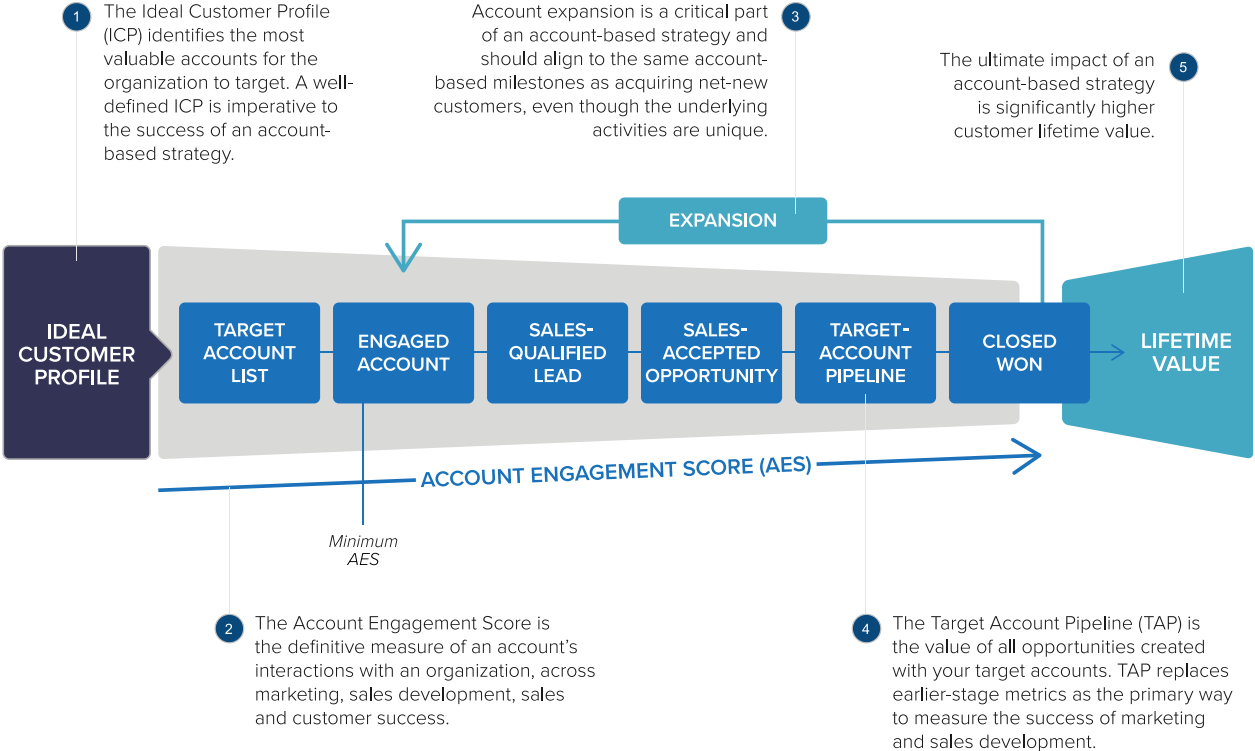 1
The Ideal Customer Profile
(ICP) identifies the most
valuable accounts for the
organization to target. A well-
defined ICP is imperative to
the success of an account-
based strategy.
Account expansion is a critical part
of an account-based strategy and
should align to the same account-
based milestones as acquiring net-new
customers, even though the underlying
activities are unique.
3
The ultimate impact of an
account-based strategy
is significantly higher
customer lifetime value.
5
EXPANSION
IDEAL
CUSTOMER
PROFILE
TARGET
ACCOUNT
LIST
ENGAGED
ACCOUNT
SALES-
QUALIFIED
LEAD
SALES-
ACCEPTED
OPPORTUNITY
TARGET-
ACCOUNT
PIPELINE
CLOSED
WON
LIFETIME
VALUE
ACCOUNT ENGAGEMENT SCORE (AES)
Minimum
AES
2
The Account Engagement Score is
the definitive measure of an account’s
interactions with an organization, across
marketing, sales development, sales
and customer success.
4
The Target Account Pipeline (TAP) is
the value of all opportunities created
with your target accounts. TAP replaces
earlier-stage metrics as the primary way
to measure the success of marketing
and sales development.